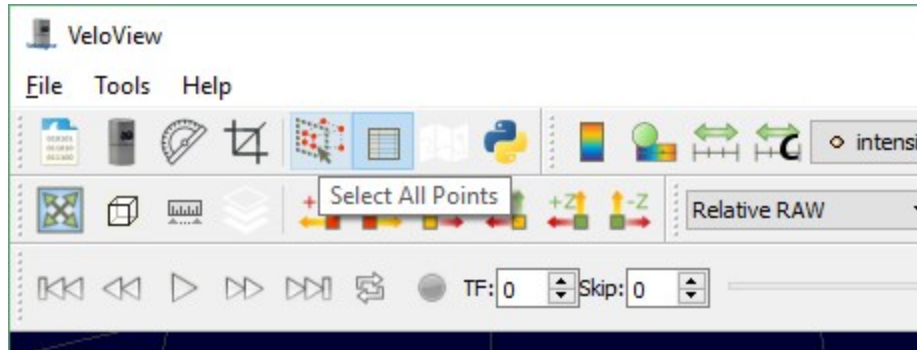 VeloView
File Tools Help
intensi
Select All Points
+Z -Z
Relative RAW
TF: 0 Skip: 0